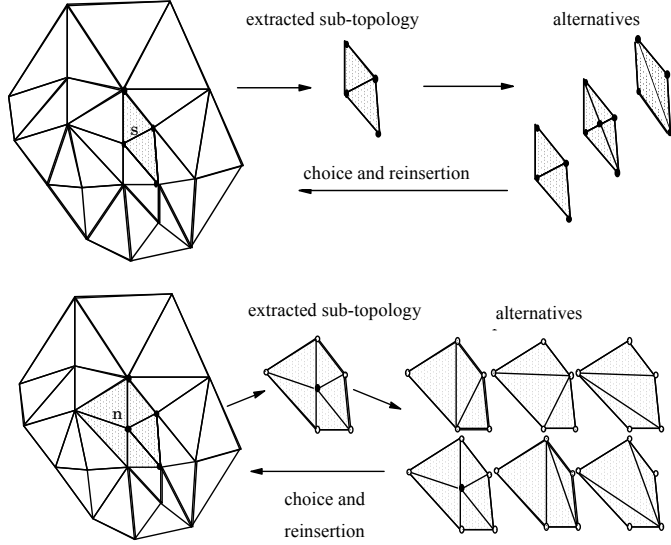 extracted sub-topology
alternatives
s
choice and reinsertion
extracted sub-topology
alternatives
n
choice and
reinsertion